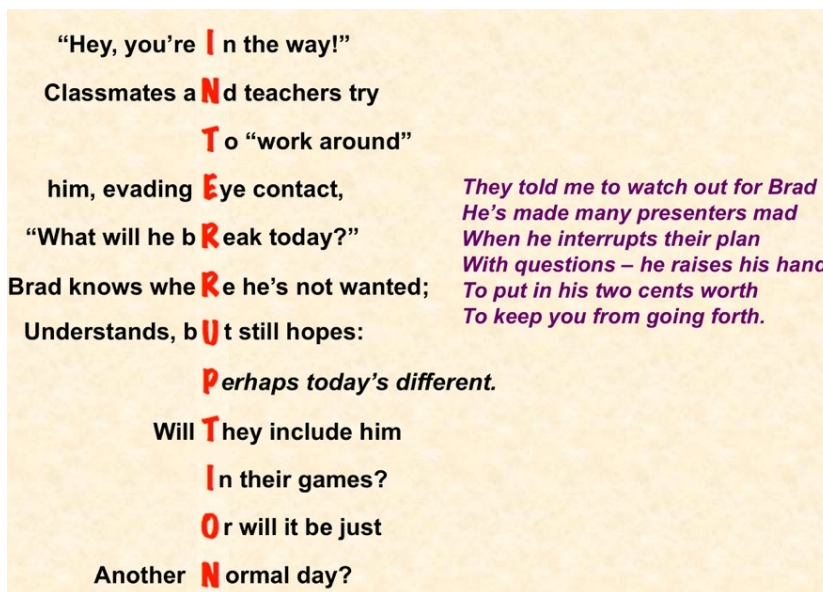 “Hey, you’re In the way!”
Classmates aNd teachers try
To “work around”
him, evading Eye contact,
“What will he bReak today?”
Brad knows wheRe he’s not wanted;
Understands, bUt still hopes:
Perhaps today’s different.
Will They include him
In their games?
Or will it be just
Another Normal day?
They told me to watch out for Brad
He’s made many presenters mad
When he interrupts their plan
With questions – he raises his hand
To put in his two cents worth
To keep you from going forth.